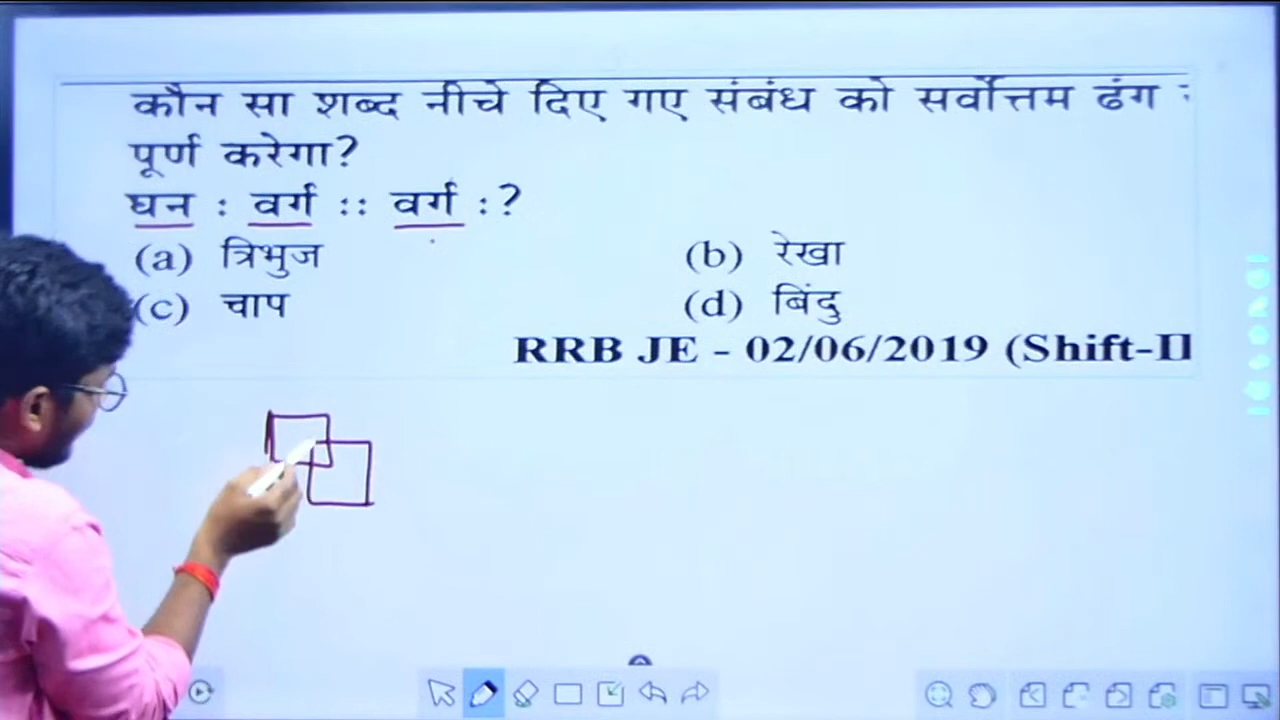 कौन सा शब्द नीचे दिए गए संबंध को सर्वोत्तम ढंग
पूर्ण करेगा?
घन : वर्ग :: वर्ग :?
(a) त्रिभुज (b) रेखा
(c) चाप (d) बिंदु
RRB JE - 02/06/2019 (Shift-II